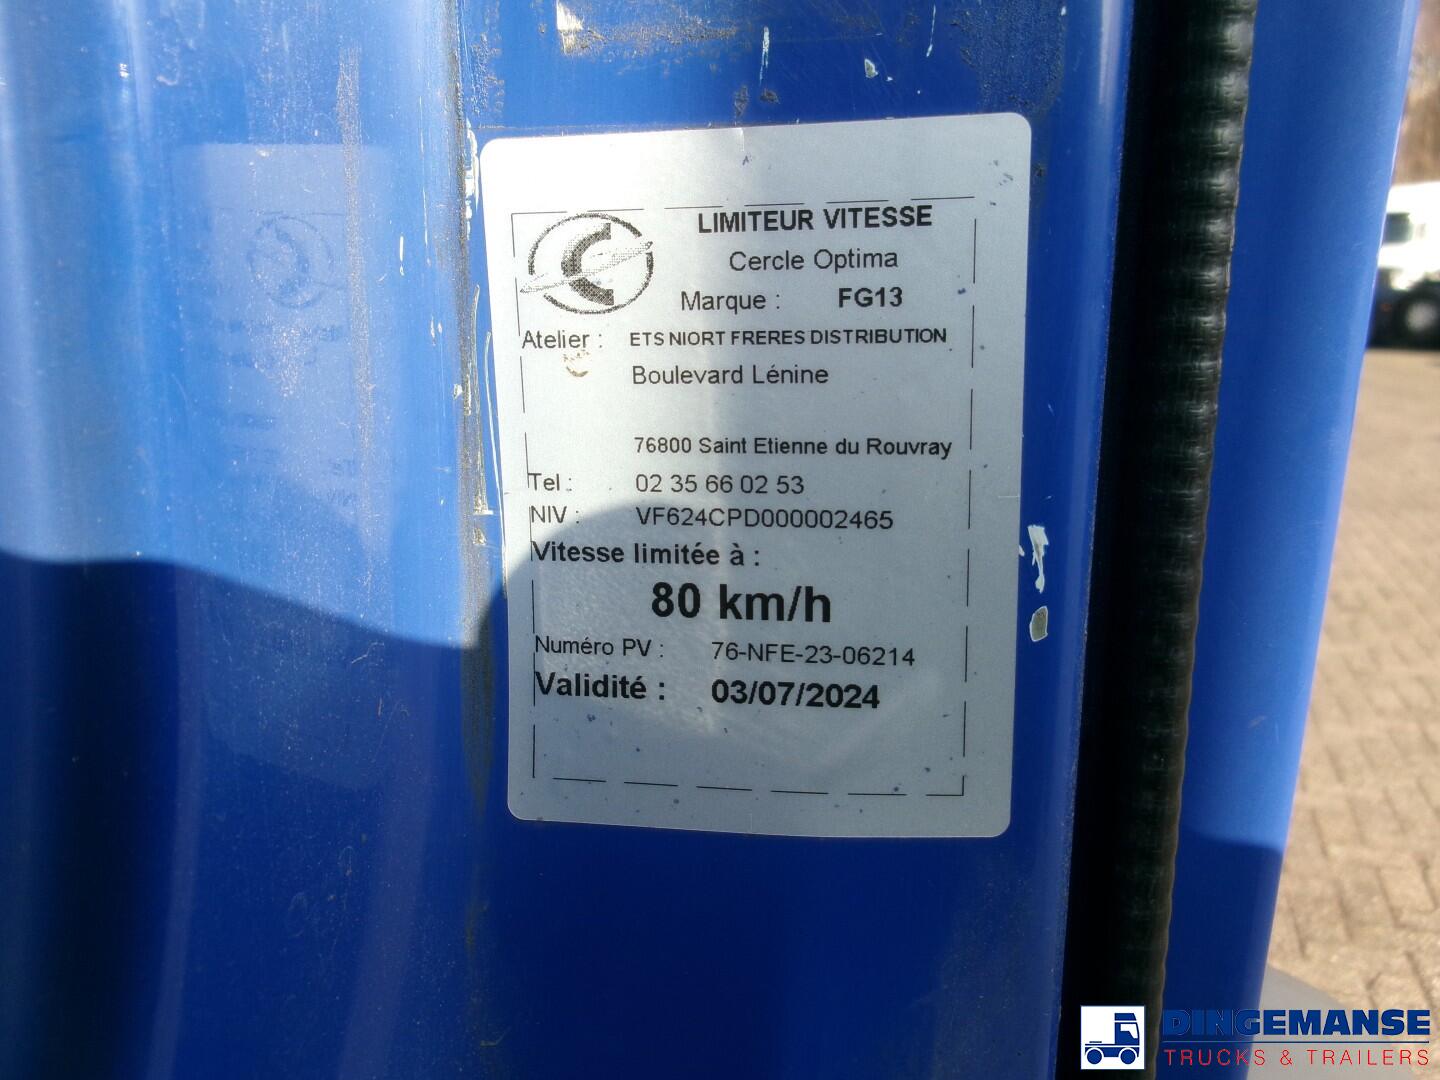 LIMITEUR VITESSE
Cercle Optima
Marque : FG13
Atelier : ETS NIORT FRERES DISTRIBUTION
Boulevard Lénine
76800 Saint Etienne du Rouvray
Tel : 02 35 66 02 53
NIV : VF624CPD000002465
Vitesse limitée à :
80 km/h
Numéro PV : 76-NFE-23-06214
Validité : 03/07/2024
DINGEMANSE
TRUCKS & TRAILERS